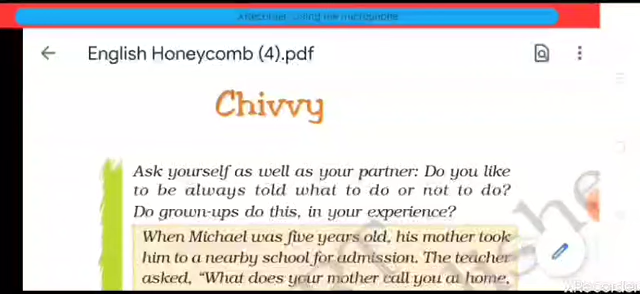 English Honeycomb (4).pdf
Chivvy
Ask yourself as well as your partner: Do you like
to be always told what to do or not to do?
Do grown-ups do this, in your experience?
When Michael was five years old, his mother took
him to a nearby school for admission. The teacher
asked, "What does your mother call you at home,
XRecorder